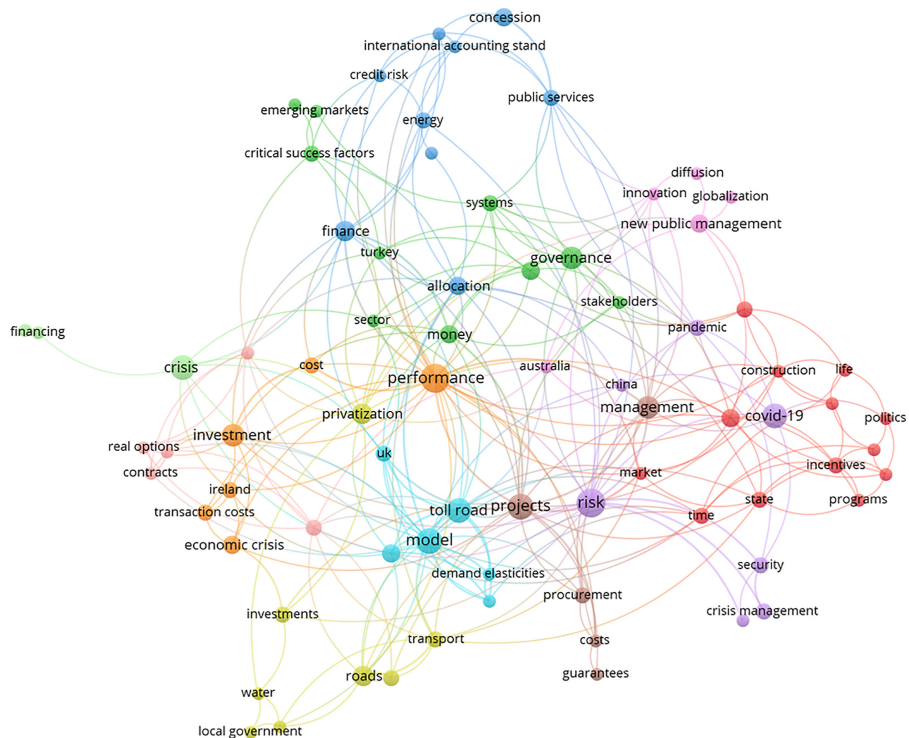 concession
international accounting stand
credit risk
public services
emerging markets
energy
critical success factors
diffusion
innovation
globalization
systems
new public management
finance
turkey
governance
allocation
stakeholders
financing
sector
money
pandemic
crisis
cost
australia
construction
life
performance
china
privatization
management
covid-19
politics
investment
real options
uk
contracts
market
incentives
ireland
transaction costs
toll road
projects
risk
time
state
programs
economic crisis
model
demand elasticities
security
procurement
investments
crisis management
transport
costs
roads
guarantees
water
local government